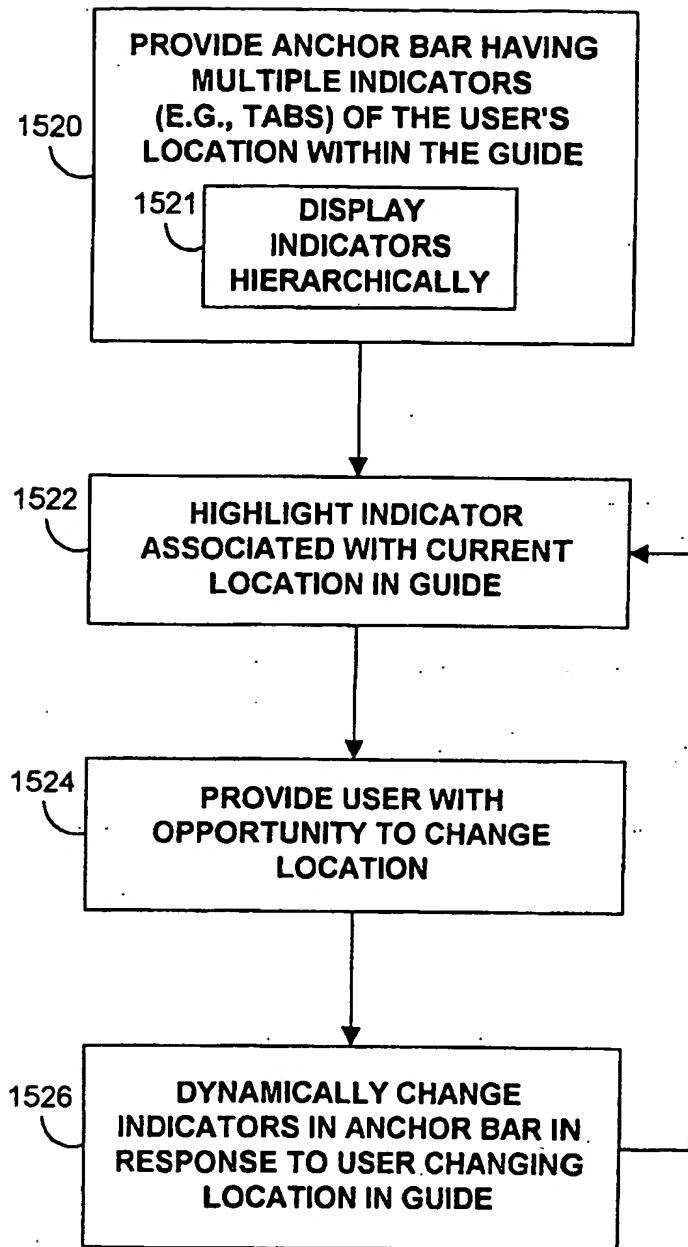 PROVIDE ANCHOR BAR HAVING
MULTIPLE INDICATORS
(E.G., TABS) OF THE USER'S
LOCATION WITHIN THE GUIDE
1520
1521
DISPLAY
INDICATORS
HIERARCHICALLY
1522
HIGHLIGHT INDICATOR
ASSOCIATED WITH CURRENT
LOCATION IN GUIDE
1524
PROVIDE USER WITH
OPPORTUNITY TO CHANGE
LOCATION
1526
DYNAMICALLY CHANGE
INDICATORS IN ANCHOR BAR IN
RESPONSE TO USER CHANGING
LOCATION IN GUIDE